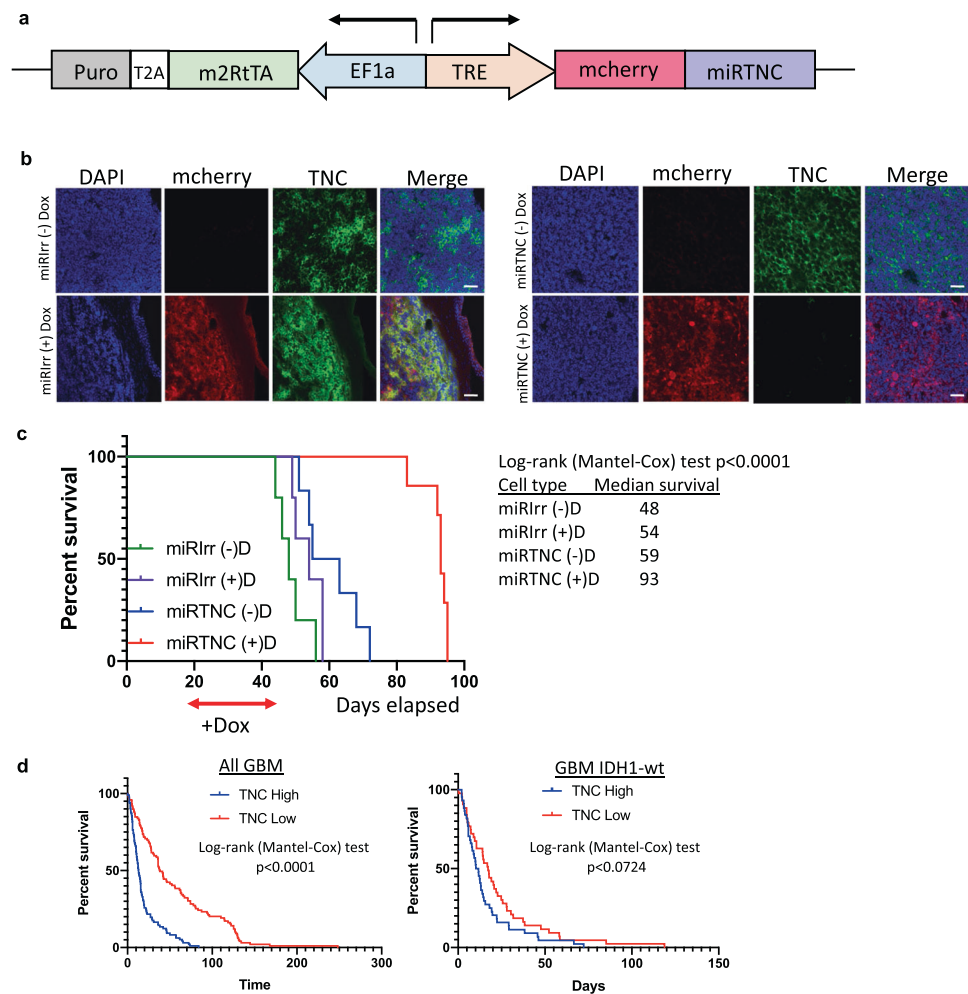 a
Puro T2A m2RtTA EF1a TRE mcherry miRTNC
b
DAPI mcherry TNC Merge
miRIrr (-) Dox
miRIrr (+) Dox
DAPI mcherry TNC Merge
miRTNC (-) Dox
miRTNC (+) Dox
c
Percent survival
100
50
0
miRIrr (-)D
miRIrr (+)D
miRTNC (-)D
miRTNC (+)D
0 20 40 60 80 100
Days elapsed
+Dox
Log-rank (Mantel-Cox) test p<0.0001
Cell type Median survival
miRIrr (-)D 48
miRIrr (+)D 54
miRTNC (-)D 59
miRTNC (+)D 93
d
All GBM
TNC High
TNC Low
Log-rank (Mantel-Cox) test
p<0.0001
Percent survival
100
50
0
0 100 200 300
Time
GBM IDH1-wt
TNC High
TNC Low
Log-rank (Mantel-Cox) test
p<0.0724
Percent survival
100
50
0
0 50 100 150
Days